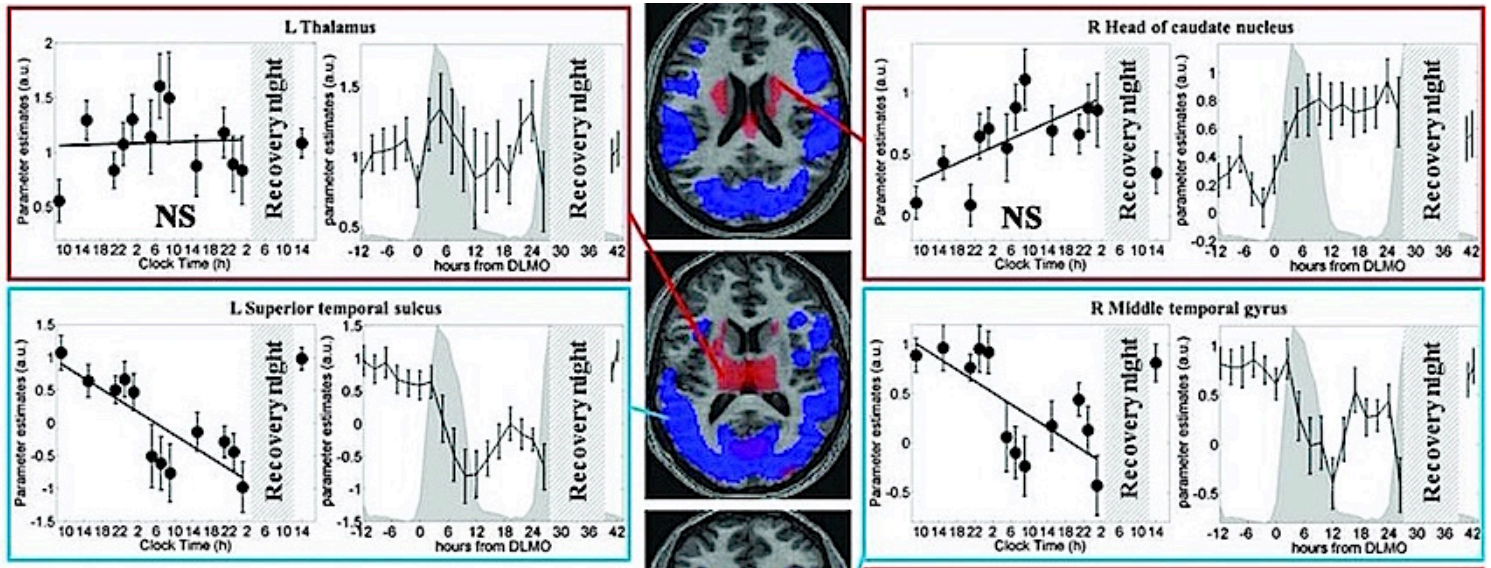 L Thalamus
Parameter estimates (a.u.)
2
1.5
1
0.5
NS
Recovery night
10 14 18 22 2 6 10 14 18 22 2 6 10 14
Clock Time (h)
1.5
1
0.5
Recovery night
-12 -6 0 6 12 18 24 30 36 42
hours from DLMO
R Head of caudate nucleus
Parameter estimates (a.u.)
1
0.5
0
NS
Recovery night
10 14 18 22 2 6 10 14 18 22 2 6 10 14
Clock Time (h)
1
0.8
0.6
0.4
0.2
0
-0.2
Recovery night
-12 -6 0 6 12 18 24 30 36 42
hours from DLMO
L Superior temporal sulcus
Parameter estimates (a.u.)
1.5
1
0.5
0
-0.5
-1
-1.5
Recovery night
10 14 18 22 2 6 10 14 18 22 2 6 10 14
Clock Time (h)
parameter estimates (a.u.)
1.5
1
0.5
0
-0.5
-1
-1.5
Recovery night
-12 -6 0 6 12 18 24 30 36 42
hours from DLMO
R Middle temporal gyrus
Parameter estimates (a.u.)
1
0.5
0
-0.5
Recovery night
10 14 18 22 2 6 10 14 18 22 2 6 10 14
Clock Time (h)
parameter estimates (a.u.)
1
0.5
0
-0.5
Recovery night
-12 -6 0 6 12 18 24 30 36 42
hours from DLMO